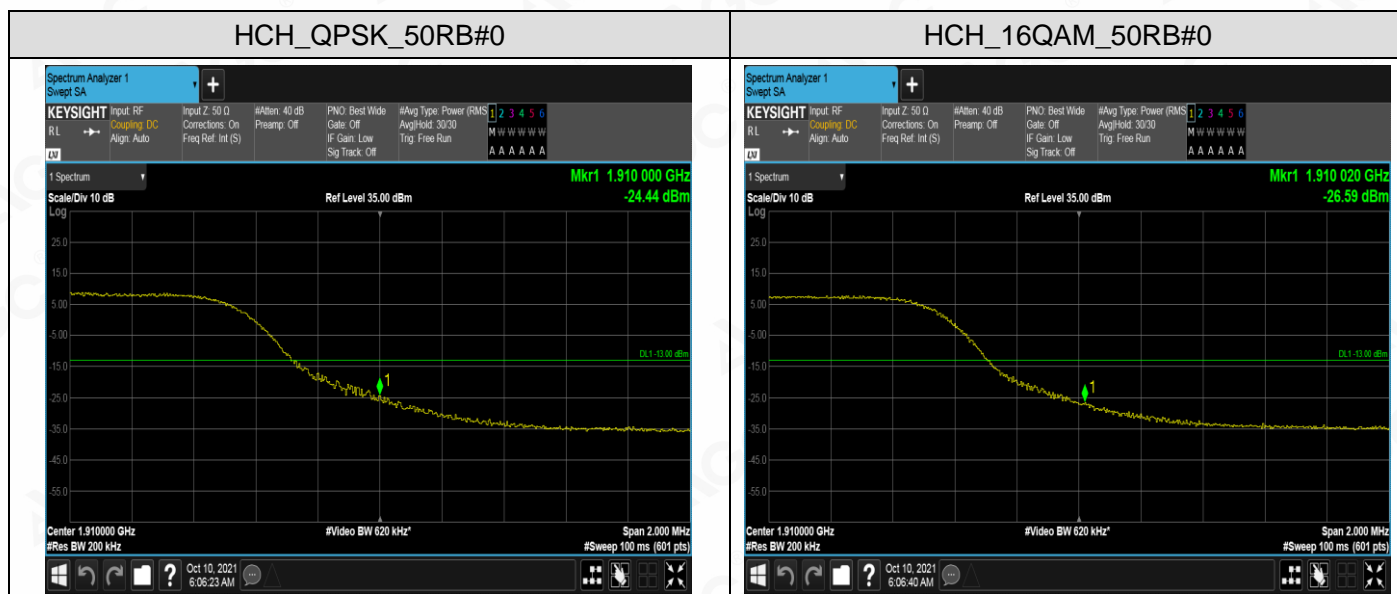 HCH_QPSK_50RB#0
Spectrum Analyzer 1
Swept SA
+
KEYSIGHT Input: RF Input Z: 50 Ω #Atten: 40 dB PNO: Best Wide #Avg Type: Power (RMS 1 2 3 4 5 6
RL Coupling: DC Corrections: On Preamp: Off Gate: Off Avg|Hold: 30/30 M W W W W W
Align: Auto Freq Ref: Int (S) IF Gain: Low Trig: Free Run
LXI Sig Track: Off A A A A A A
1 Spectrum Mkr1 1.910 000 GHz
Scale/Div 10 dB Ref Level 35.00 dBm -24.44 dBm
Log
25.0
15.0
5.00
-5.00
DL1 -13.00 dBm
-15.0
1
-25.0
-35.0
-45.0
-55.0
Center 1.910000 GHz #Video BW 620 kHz* Span 2.000 MHz
#Res BW 200 kHz #Sweep 100 ms (601 pts)
? Oct 10, 2021
6:06:23 AM
HCH_16QAM_50RB#0
Spectrum Analyzer 1
Swept SA
+
KEYSIGHT Input: RF Input Z: 50 Ω #Atten: 40 dB PNO: Best Wide #Avg Type: Power (RMS 1 2 3 4 5 6
RL Coupling: DC Corrections: On Preamp: Off Gate: Off Avg|Hold: 30/30 M W W W W W
Align: Auto Freq Ref: Int (S) IF Gain: Low Trig: Free Run
LXI Sig Track: Off A A A A A A
1 Spectrum Mkr1 1.910 020 GHz
Scale/Div 10 dB Ref Level 35.00 dBm -26.59 dBm
Log
25.0
15.0
5.00
-5.00
DL1 -13.00 dBm
-15.0
1
-25.0
-35.0
-45.0
-55.0
Center 1.910000 GHz #Video BW 620 kHz* Span 2.000 MHz
#Res BW 200 kHz #Sweep 100 ms (601 pts)
? Oct 10, 2021
6:06:40 AM